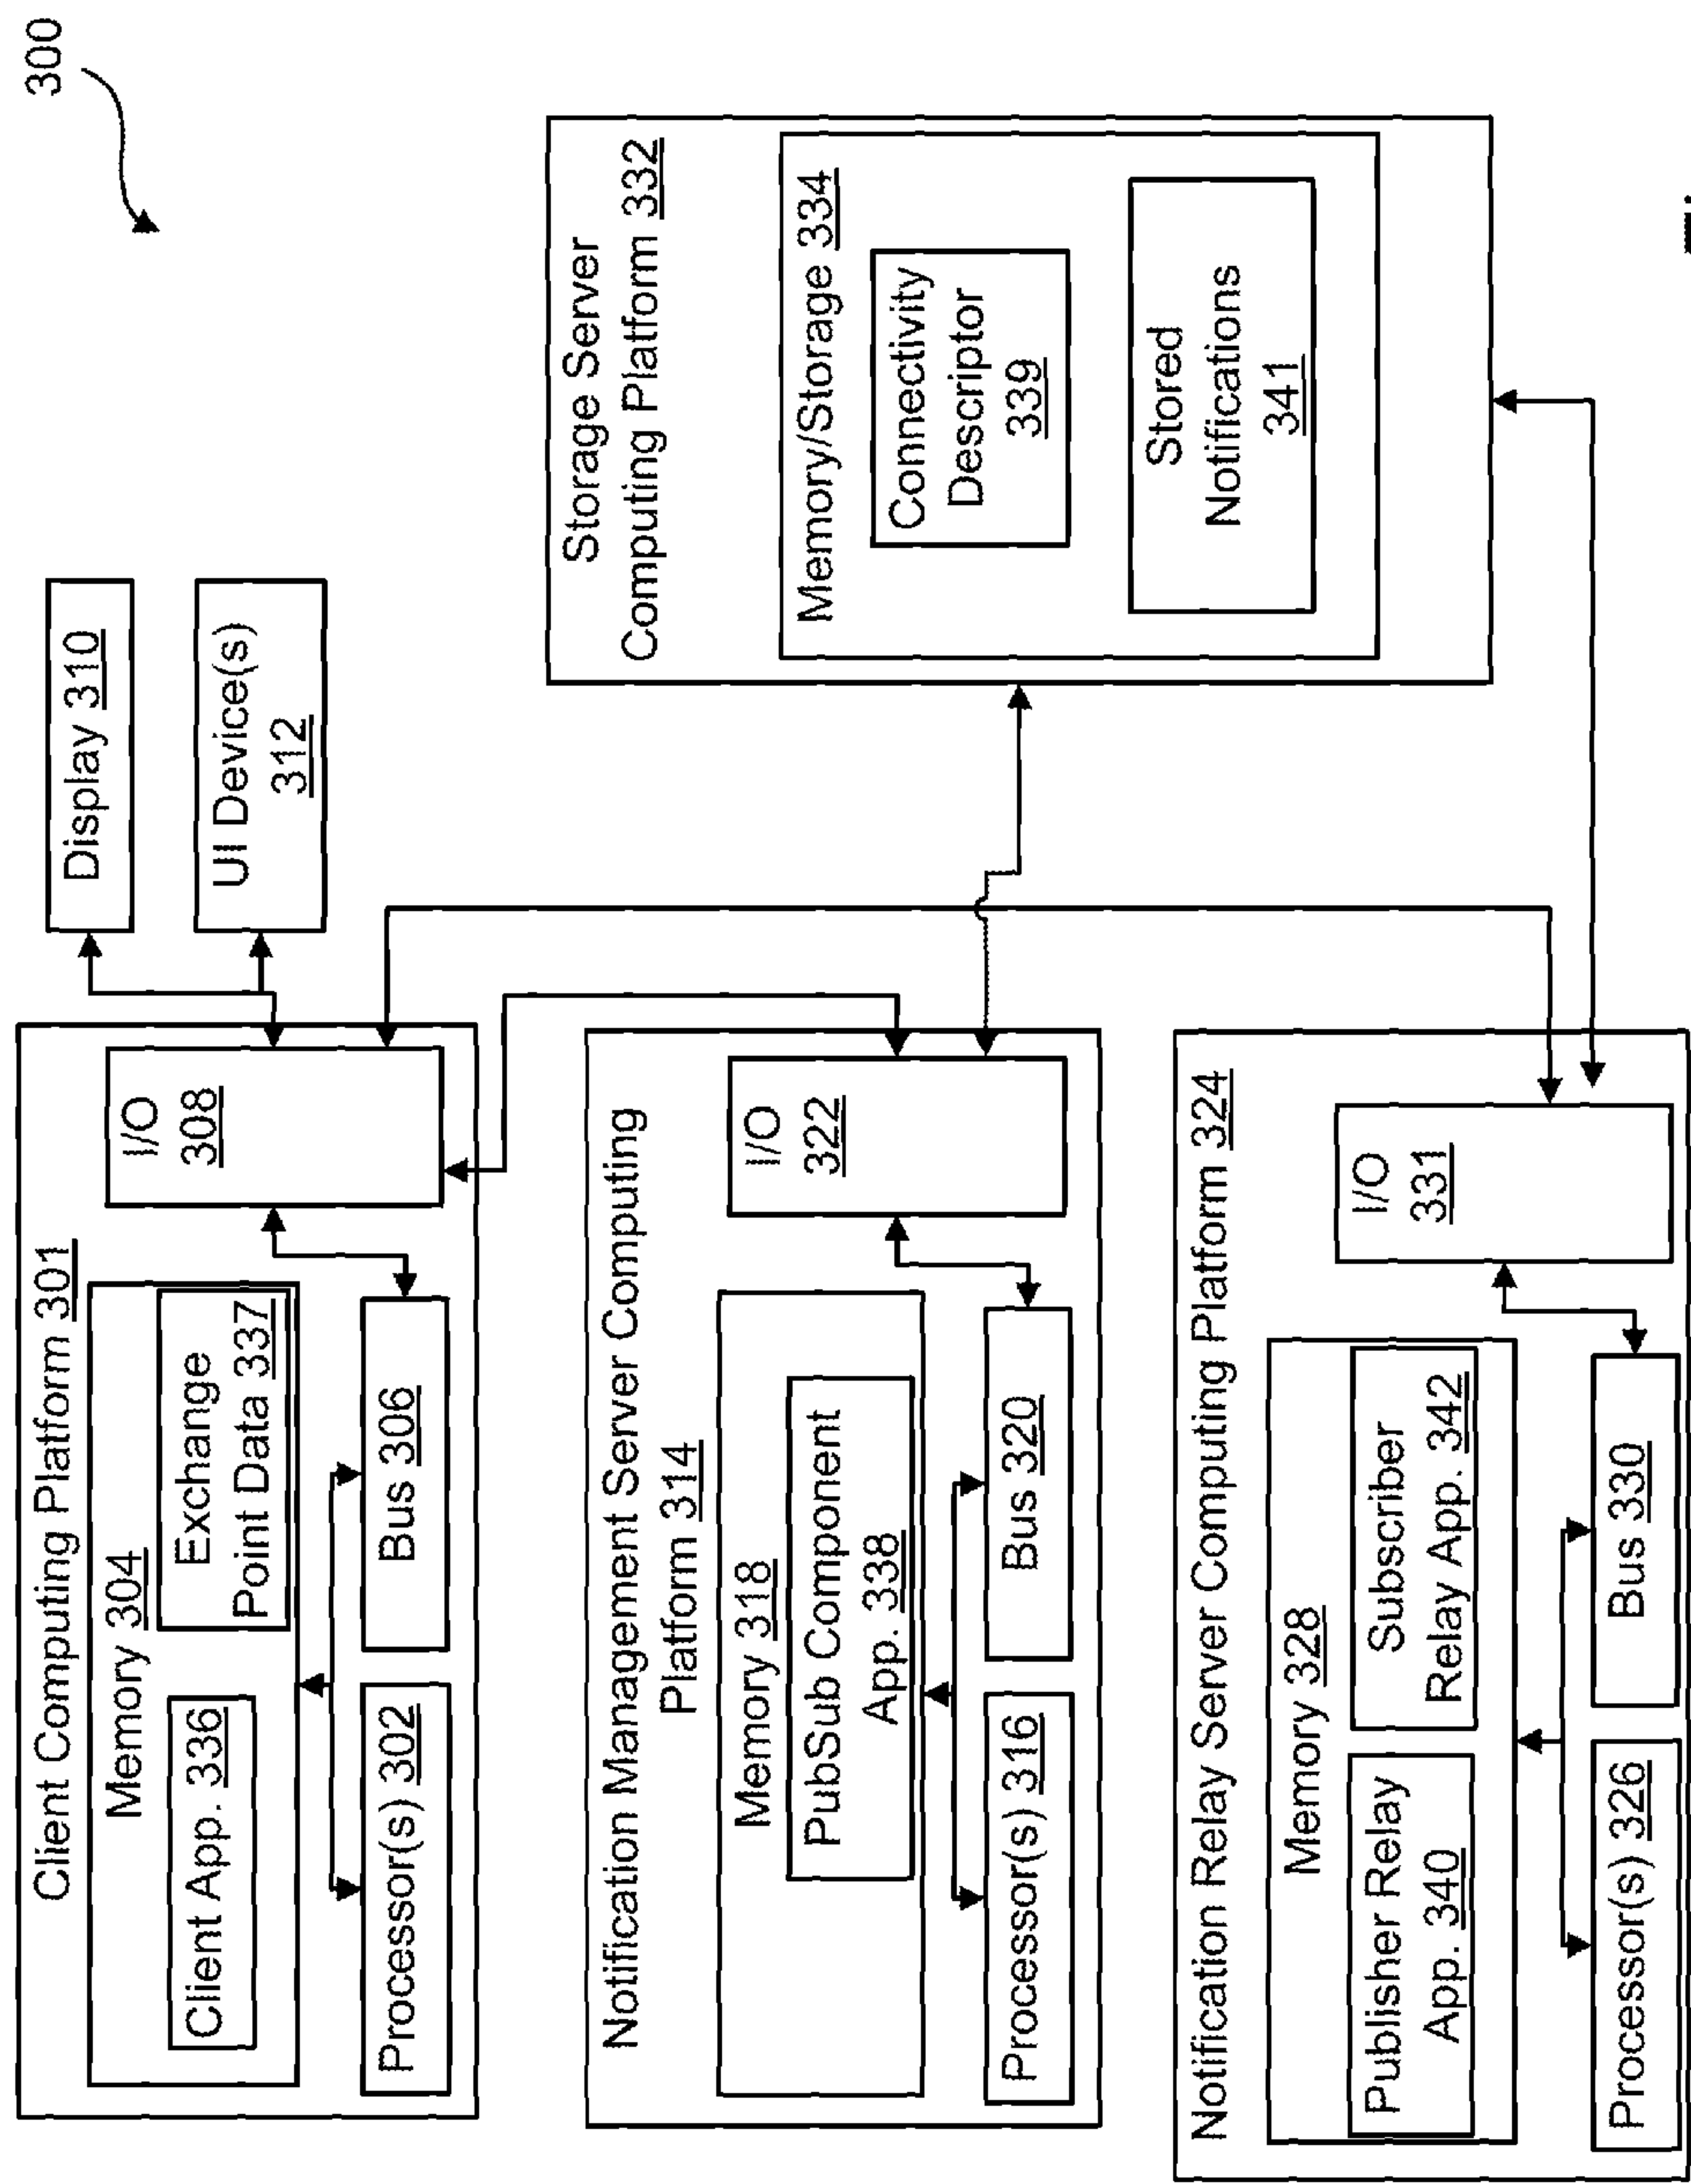 300
Client Computing Platform 301
Memory 304
Client App. 336
Exchange
Point Data 337
Processor(s) 302
Bus 306
I/O
308
Display 310
UI Device(s)
312
Notification Management Server Computing
Platform 314
Memory 318
PubSub Component
App. 338
Processor(s) 316
Bus 320
I/O
322
Storage Server
Computing Platform 332
Memory/Storage 334
Connectivity
Descriptor
339
Stored
Notifications
341
Notification Relay Server Computing Platform 324
Memory 328
Publisher Relay
App. 340
Subscriber
Relay App. 342
Processor(s) 326
Bus 330
I/O
331